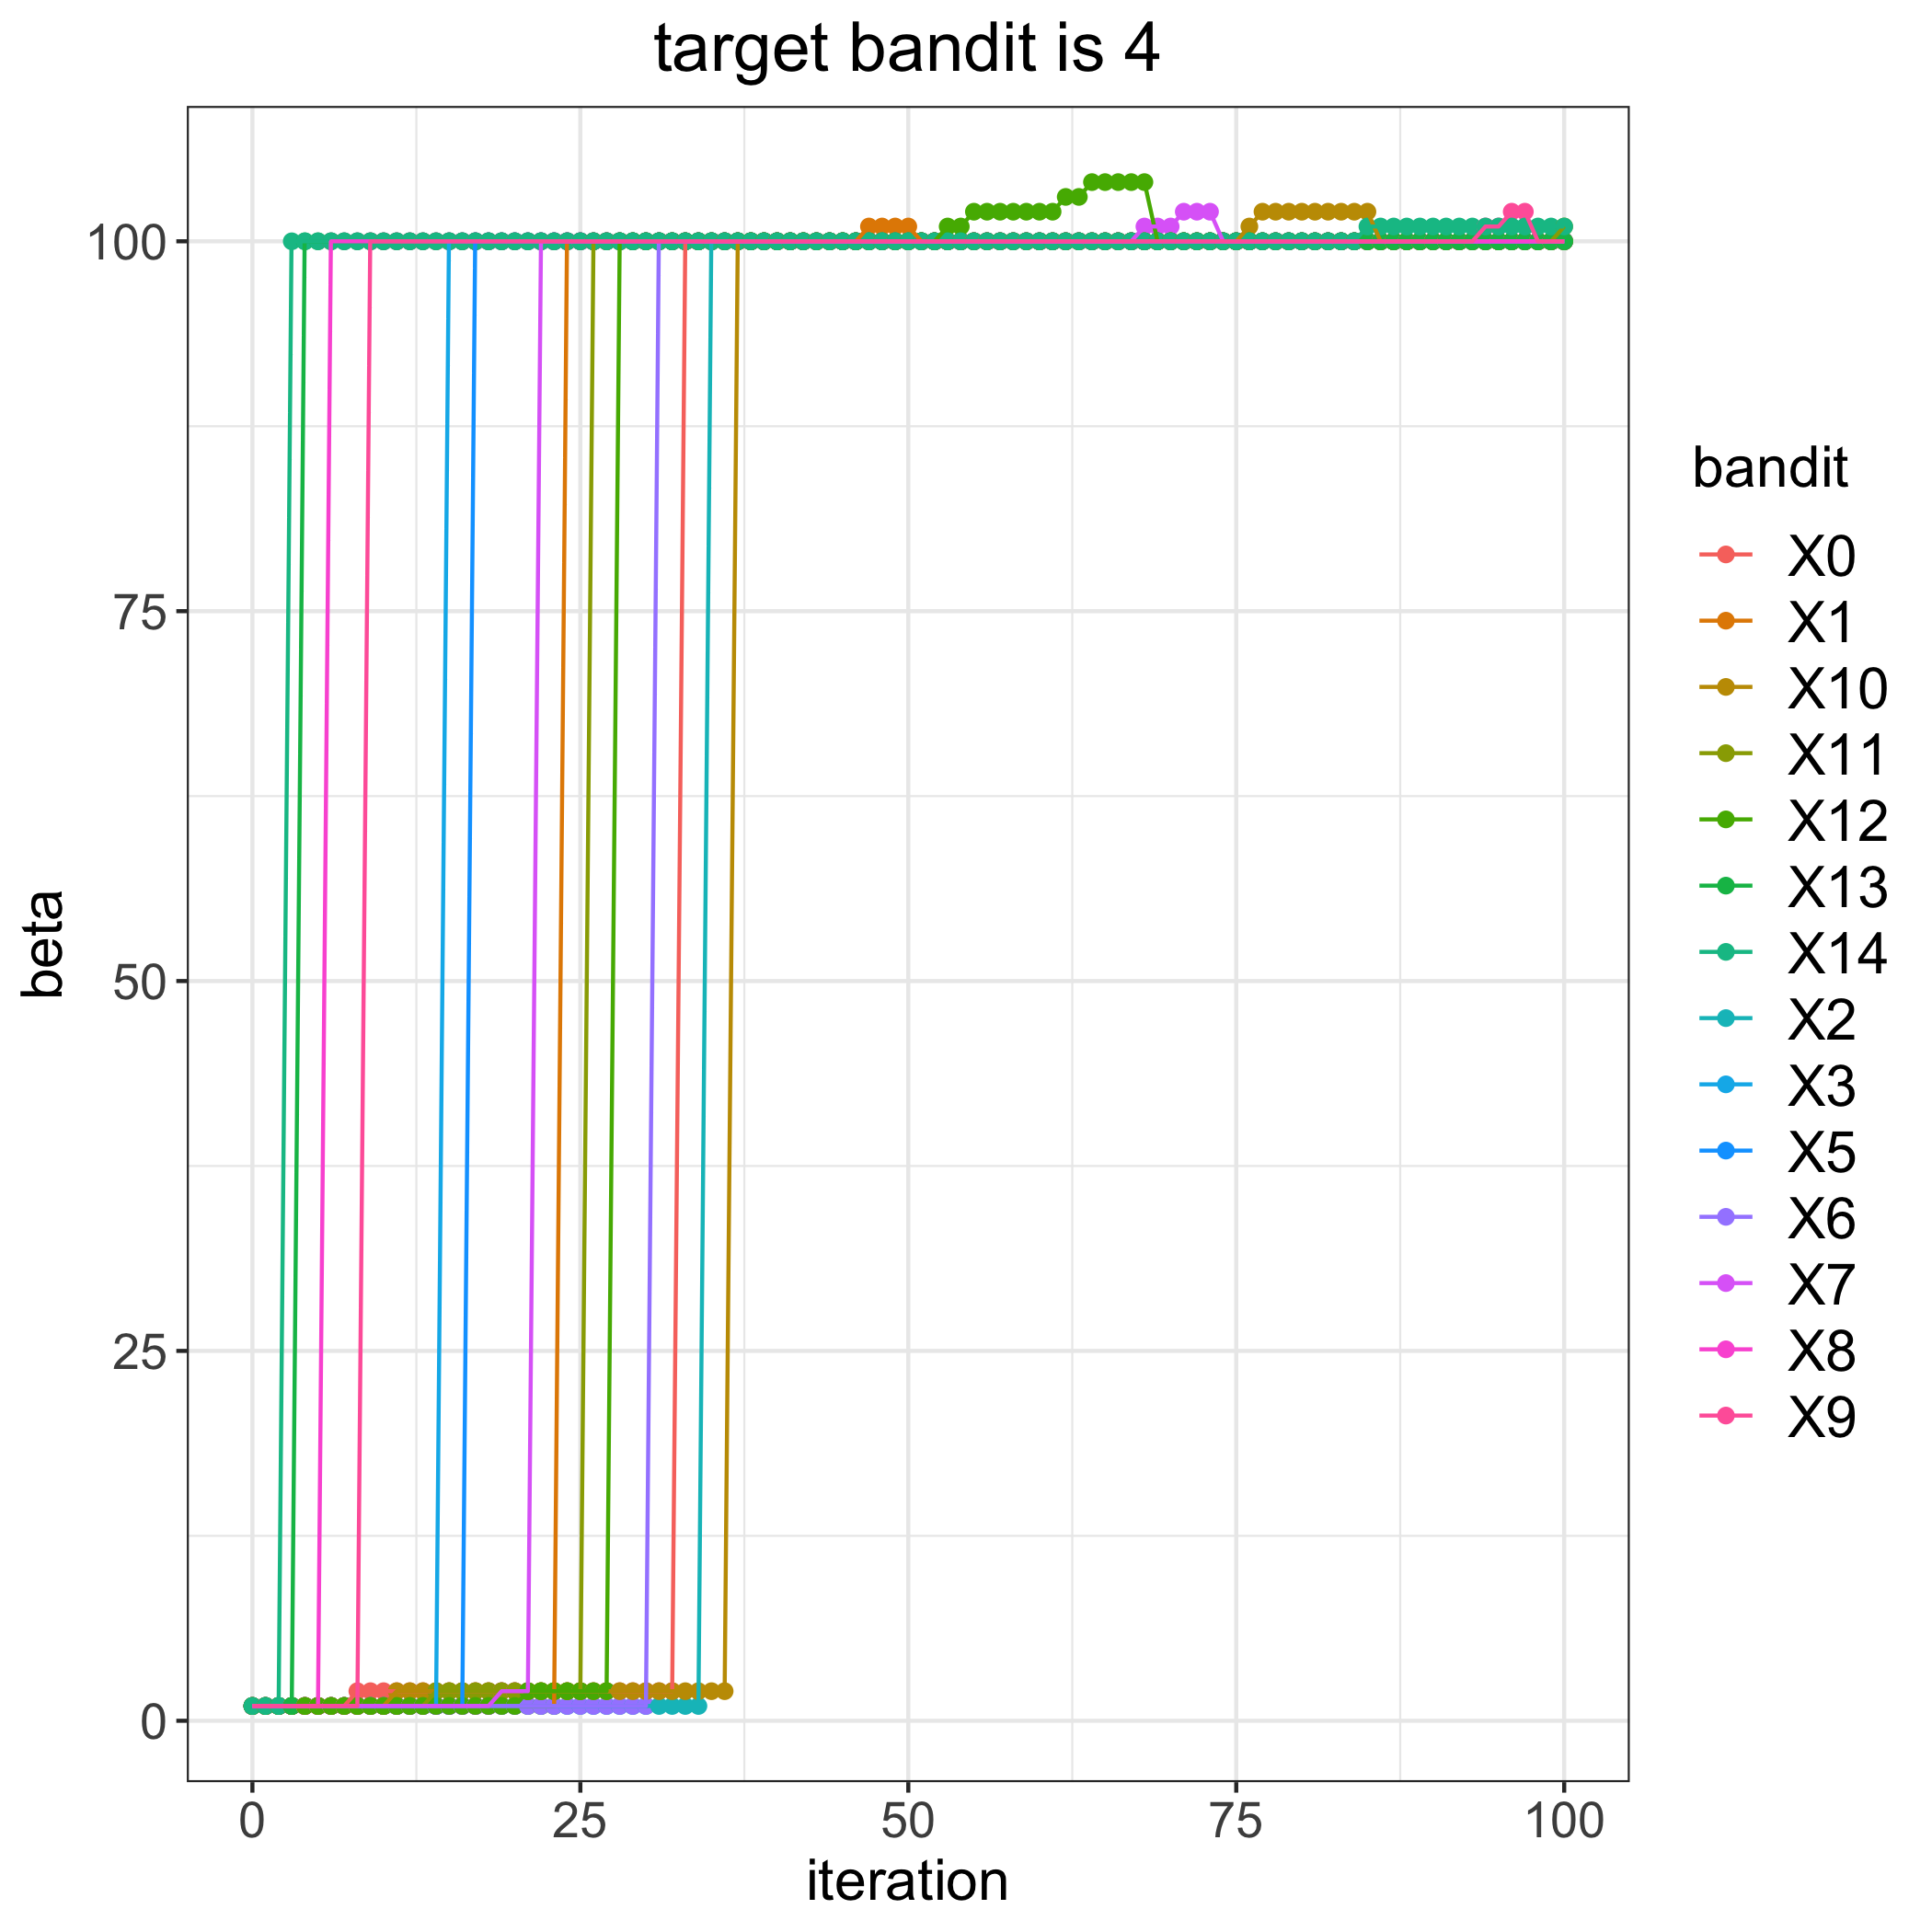 target bandit is 4
beta
100
75
50
25
0
0 25 50 75 100
iteration
bandit
X0
X1
X10
X11
X12
X13
X14
X2
X3
X5
X6
X7
X8
X9